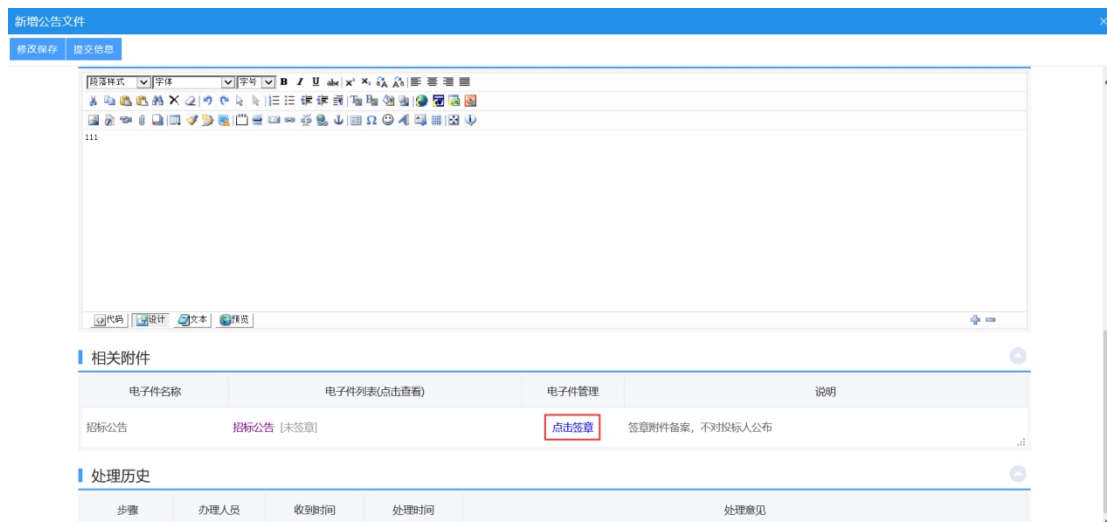 新增公告文件
修改保存 提交信息
段落样式 字体 字号 B I U abc x² x₂
111
代码 设计 文本 预览
相关附件
电子件名称 电子件列表(点击查看) 电子件管理 说明
招标公告 招标公告 [未签章] 点击签章 签章附件备案，不对投标人公布
处理历史
步骤 办理人员 收到时间 处理时间 处理意见